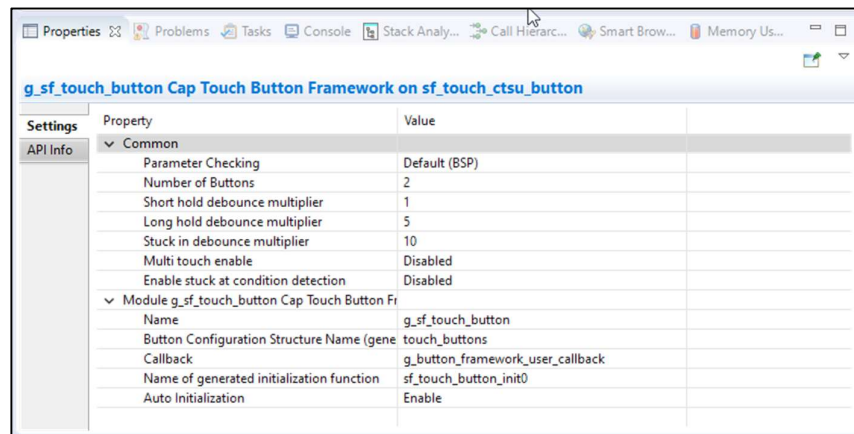 Properties Problems Tasks Console Stack Analy... Call Hierarc... Smart Brow... Memory Us...
g_sf_touch_button Cap Touch Button Framework on sf_touch_ctsu_button
Settings
API Info
Property Value
Common
Parameter Checking Default (BSP)
Number of Buttons 2
Short hold debounce multiplier 1
Long hold debounce multiplier 5
Stuck in debounce multiplier 10
Multi touch enable Disabled
Enable stuck at condition detection Disabled
Module g_sf_touch_button Cap Touch Button Fr
Name g_sf_touch_button
Button Configuration Structure Name (gene touch_buttons
Callback g_button_framework_user_callback
Name of generated initialization function sf_touch_button_init0
Auto Initialization Enable